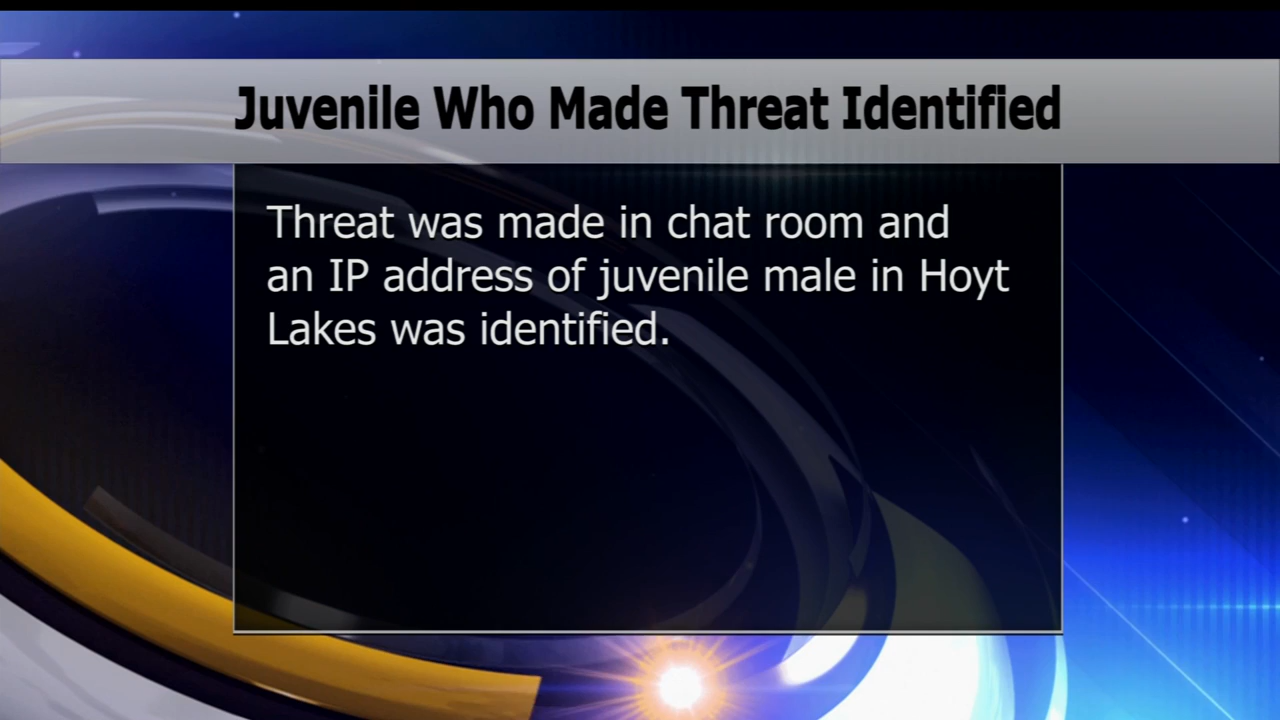 Juvenile Who Made Threat Identified
Threat was made in chat room and
an IP address of juvenile male in Hoyt
Lakes was identified.